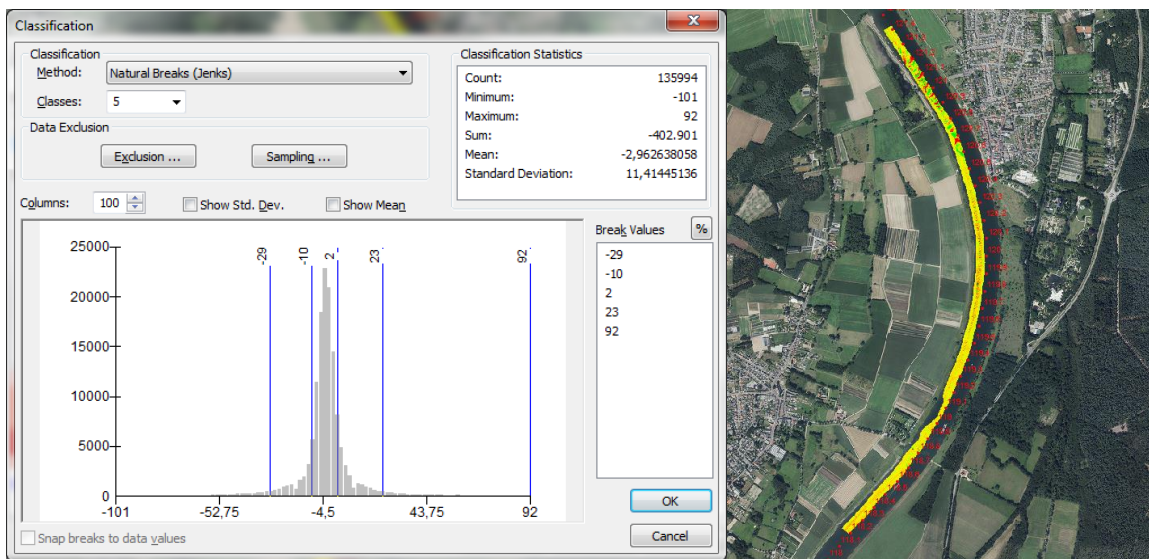 Classification
Classification
Method: Natural Breaks (Jenks)
Classes: 5
Data Exclusion
Exclusion ...
Sampling ...
Classification Statistics
Count: 135994
Minimum: -101
Maximum: 92
Sum: -402.901
Mean: -2,962638058
Standard Deviation: 11,41445136
Columns: 100
Show Std. Dev.
Show Mean
Break Values
%
-29
-10
2
23
92
25000
20000
15000
10000
5000
0
-29
-10
2
23
92
-101
-52,75
-4,5
43,75
92
OK
Cancel
Snap breaks to data values
118.1
118